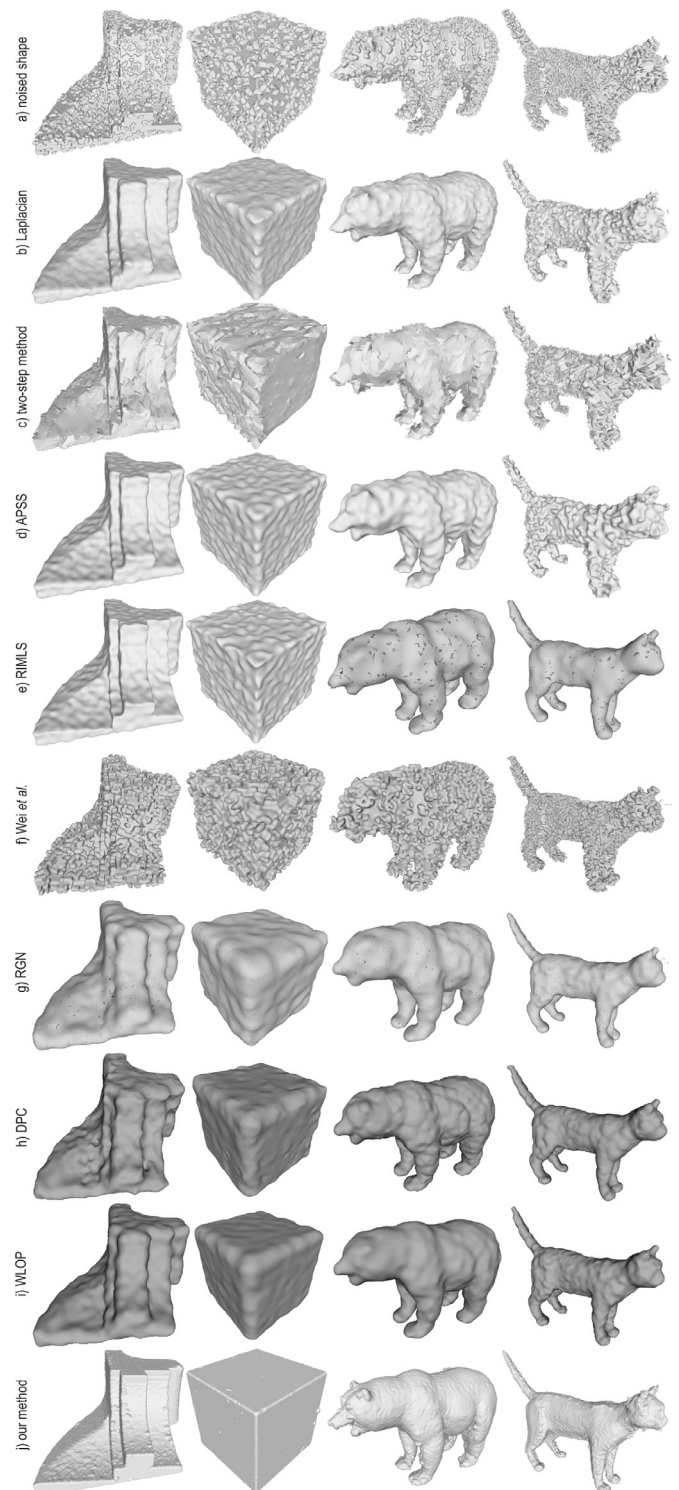 a) noised shape
b) Laplacian
c) two-step method
d) APSS
e) RIMLS
f) Wei et al.
g) RGN
h) DPC
i) WLOP
j) our method